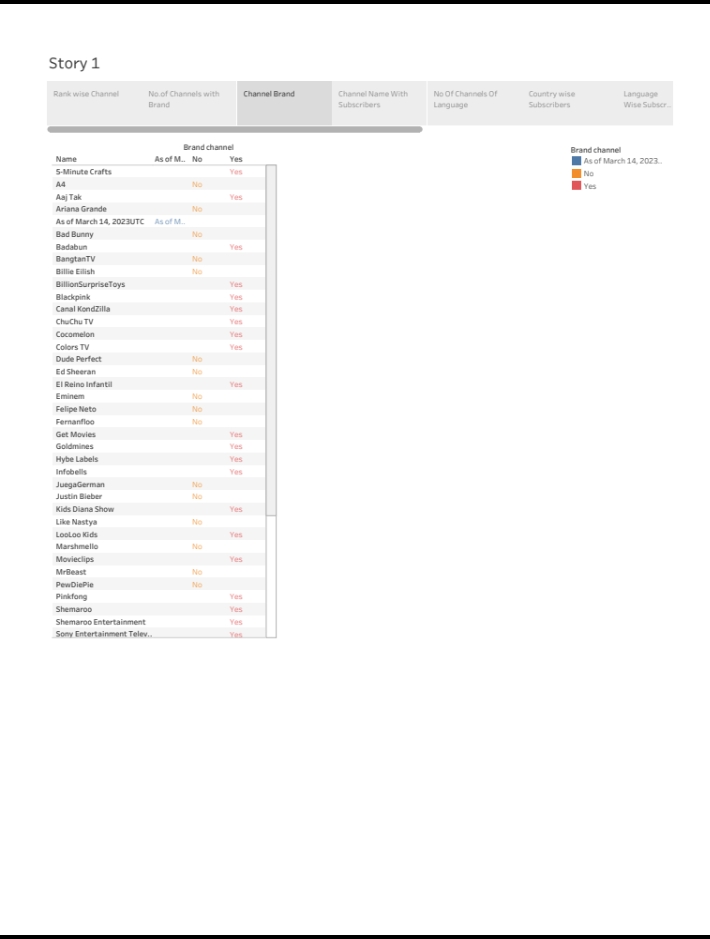 Story 1
Rank wise Channel
No.of Channels with
Brand
Channel Brand
Channel Name With
Subscribers
No Of Channels Of
Language
Country wise
Subscribers
Language
Wise Subscr..
Brand channel
Name As of M.. No Yes
5-Minute Crafts Yes
A4 No
Aaj Tak Yes
Ariana Grande No
As of March 14, 2023UTC As of M..
Bad Bunny No
Badabun Yes
BangtanTV No
Billie Eilish No
BillionSurpriseToys Yes
Blackpink Yes
Canal KondZilla Yes
ChuChu TV Yes
Cocomelon Yes
Colors TV Yes
Dude Perfect No
Ed Sheeran No
El Reino Infantil Yes
Eminem No
Felipe Neto No
Fernanfloo No
Get Movies Yes
Goldmines Yes
Hybe Labels Yes
Infobells Yes
JuegaGerman No
Justin Bieber No
Kids Diana Show Yes
Like Nastya No
LooLoo Kids Yes
Marshmello No
Movieclips Yes
MrBeast No
PewDiePie No
Pinkfong Yes
Shemaroo Yes
Shemaroo Entertainment Yes
Sony Entertainment Telev.. Yes
Brand channel
As of March 14, 2023..
No
Yes